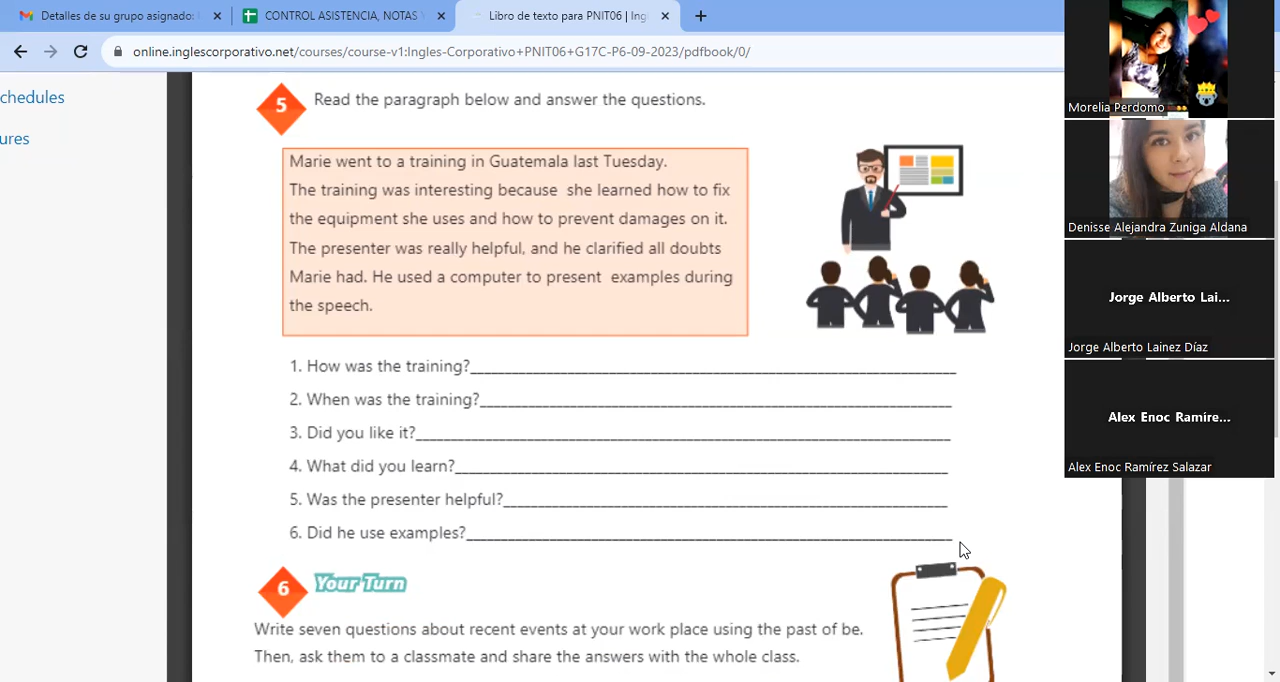 Detalles de su grupo asignado:
CONTROL ASISTENCIA, NOTAS Y
Libro de texto para PNIT06 | Ing
online.inglescorporativo.net/courses/course-v1:Ingles-Corporativo+PNIT06+G17C-P6-09-2023/pdfbook/0/
chedules
ures
5
Read the paragraph below and answer the questions.
Marie went to a training in Guatemala last Tuesday.
The training was interesting because she learned how to fix
the equipment she uses and how to prevent damages on it.
The presenter was really helpful, and he clarified all doubts
Marie had. He used a computer to present examples during
the speech.
1. How was the training?
2. When was the training?
3. Did you like it?
4. What did you learn?
5. Was the presenter helpful?
6. Did he use examples?
6
Your Turn
Write seven questions about recent events at your work place using the past of be.
Then, ask them to a classmate and share the answers with the whole class.
Morelia Perdomo
Denisse Alejandra Zuniga Aldana
Jorge Alberto Lai...
Jorge Alberto Lainez Díaz
Alex Enoc Ramíre...
Alex Enoc Ramírez Salazar